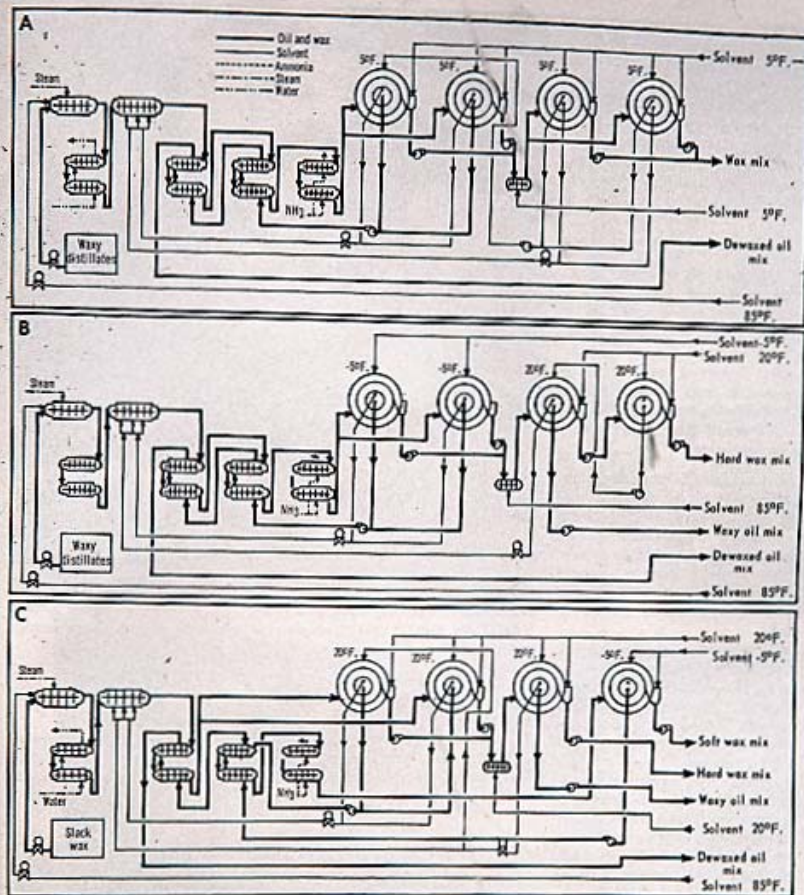 A
Oil and wax
Solvent
Ammonia
Steam
Water
Steam
5°F.
5°F.
5°F.
5°F.
Solvent 5°F.
Wax mix
NH3
Solvent 5°F.
Waxy distillates
Dewaxed oil mix
Solvent 85°F.
B
Steam
-5°F.
-5°F.
20°F.
20°F.
Solvent-5°F.
Solvent 20°F.
Hard wax mix
NH3
Solvent 85°F.
Waxy oil mix
Waxy distillates
Dewaxed oil mix
Solvent 85°F.
C
Steam
20°F.
20°F.
20°F.
-5°F.
Solvent 20°F.
Solvent -5°F.
Soft wax mix
Hard wax mix
NH3
Water
Waxy oil mix
Slack wax
Solvent 20°F.
Dewaxed oil mix
Solvent 85°F.